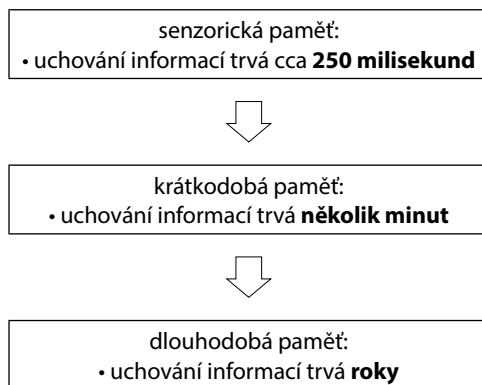 senzorická paměť:
• uchování informací trvá cca 250 milisekund
krátkodobá paměť:
• uchování informací trvá několik minut
dlouhodobá paměť:
• uchování informací trvá roky